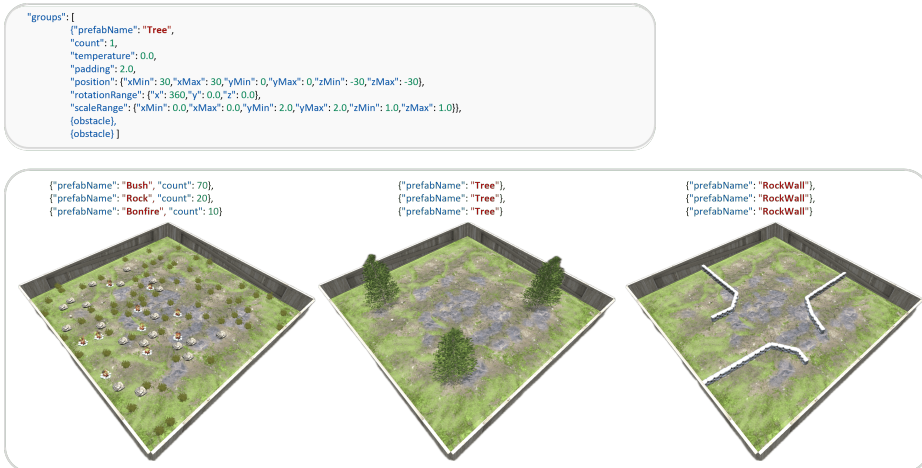 "groups": [
{"prefabName": "Tree",
"count": 1,
"temperature": 0.0,
"padding": 2.0,
"position": {"xMin": 30,"xMax": 30,"yMin": 0,"yMax": 0,"zMin": -30,"zMax": -30},
"rotationRange": {"x": 360,"y": 0.0,"z": 0.0},
"scaleRange": {"xMin": 0.0,"xMax": 0.0,"yMin": 2.0,"yMax": 2.0,"zMin": 1.0,"zMax": 1.0}},
{obstacle},
{obstacle} ]
{"prefabName": "Bush", "count": 70},
{"prefabName": "Rock", "count": 20},
{"prefabName": "Bonfire", "count": 10}
{"prefabName": "Tree"},
{"prefabName": "Tree"},
{"prefabName": "Tree"}
{"prefabName": "RockWall"},
{"prefabName": "RockWall"},
{"prefabName": "RockWall"}